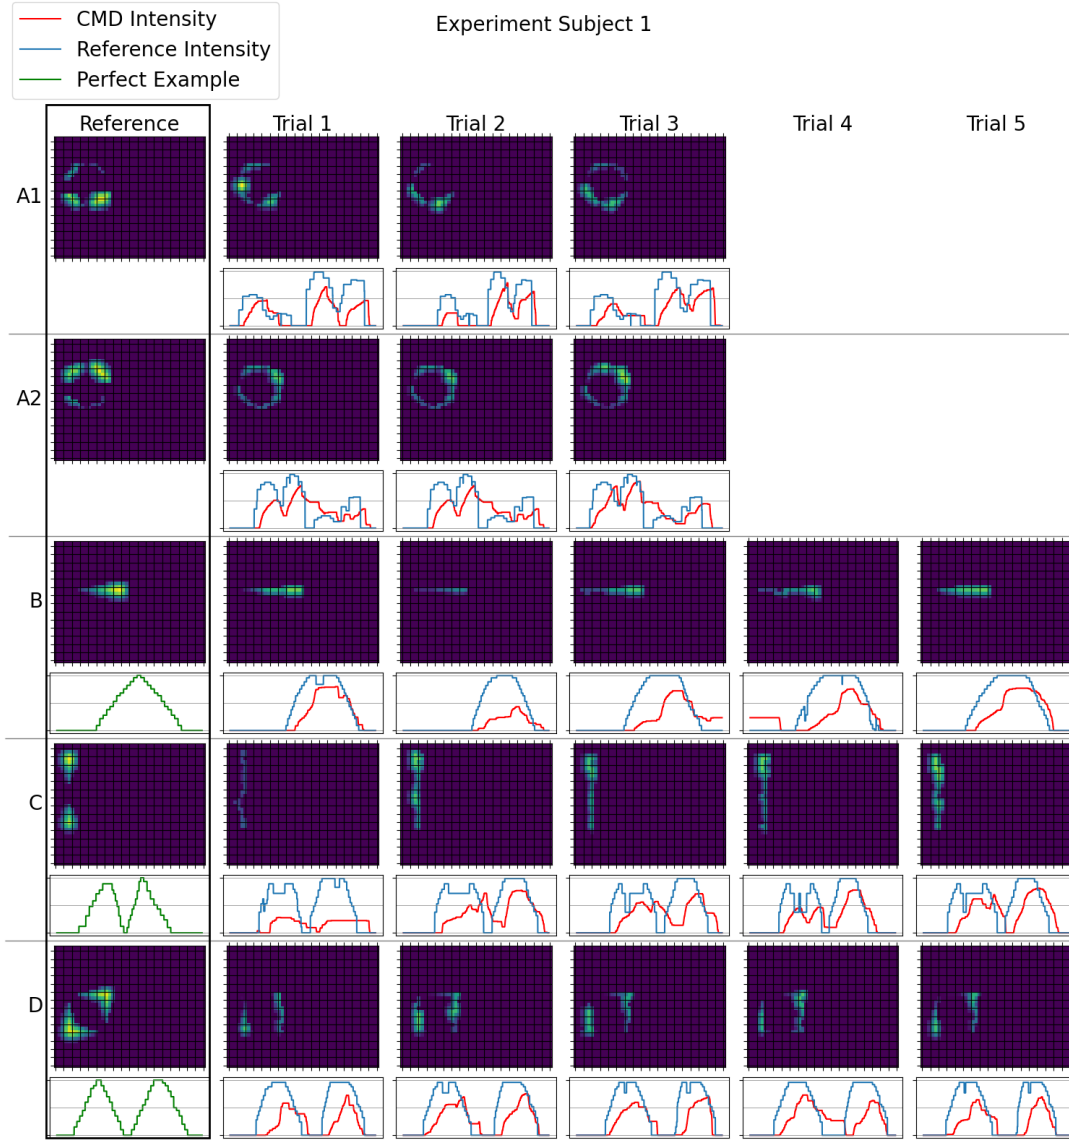 CMD Intensity
Reference Intensity
Perfect Example
Experiment Subject 1
Reference Trial 1 Trial 2 Trial 3 Trial 4 Trial 5
A1
A2
B
C
D